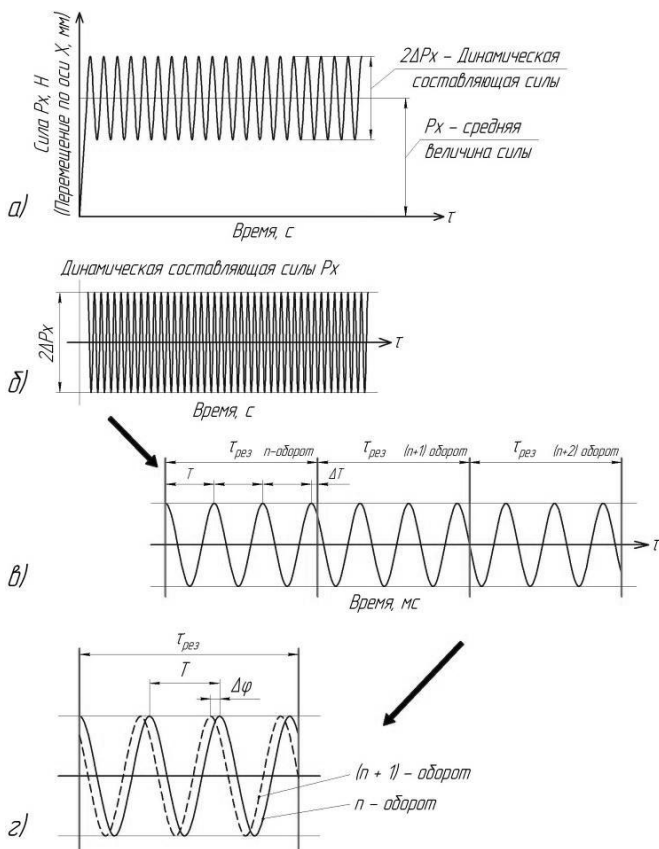 Сила Px, Н
(Перемещение по оси X, мм)
2ΔPx – Динамическая
составляющая силы
Px – средняя
величина силы
а)
Время, с
τ
Динамическая составляющая силы Px
2ΔPx
τ
б)
Время, с
τрез n-оборот
τрез (n+1) оборот
τрез (n+2) оборот
T
ΔT
τ
в)
Время, мс
τрез
T
Δφ
(n + 1) – оборот
n – оборот
г)